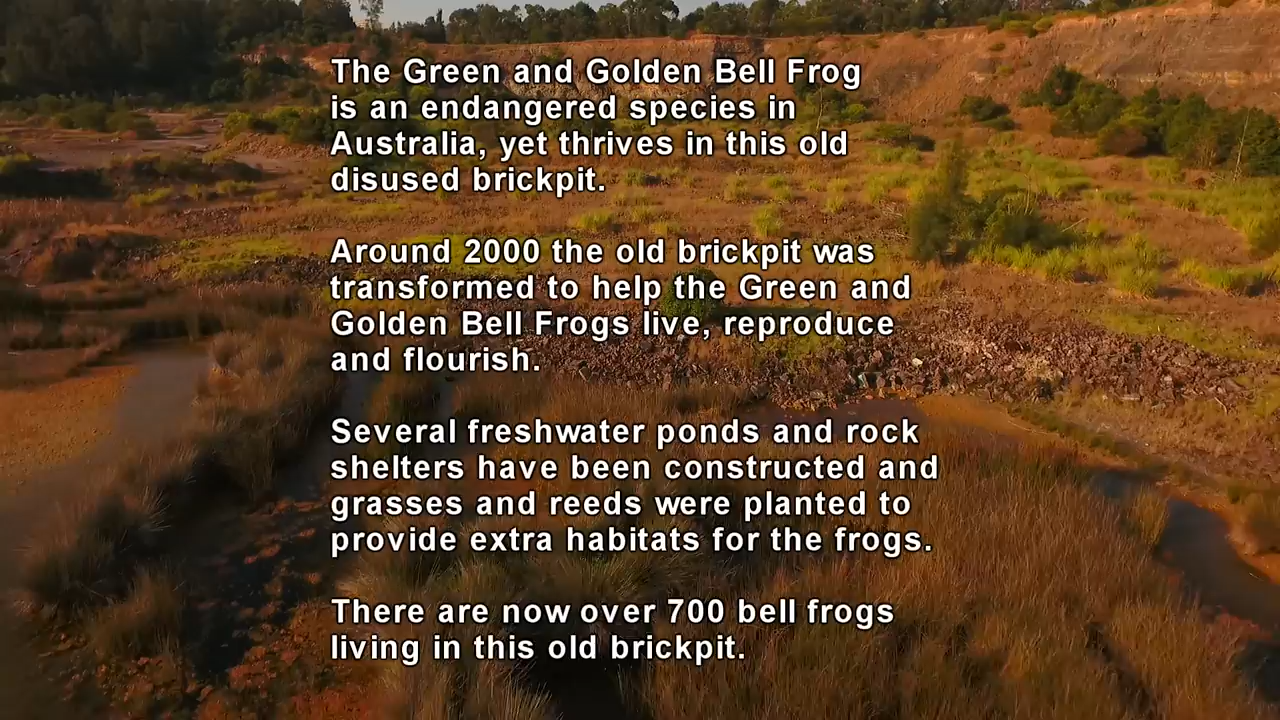 The Green and Golden Bell Frog
is an endangered species in
Australia, yet thrives in this old
disused brickpit.
Around 2000 the old brickpit was
transformed to help the Green and
Golden Bell Frogs live, reproduce
and flourish.
Several freshwater ponds and rock
shelters have been constructed and
grasses and reeds were planted to
provide extra habitats for the frogs.
There are now over 700 bell frogs
living in this old brickpit.